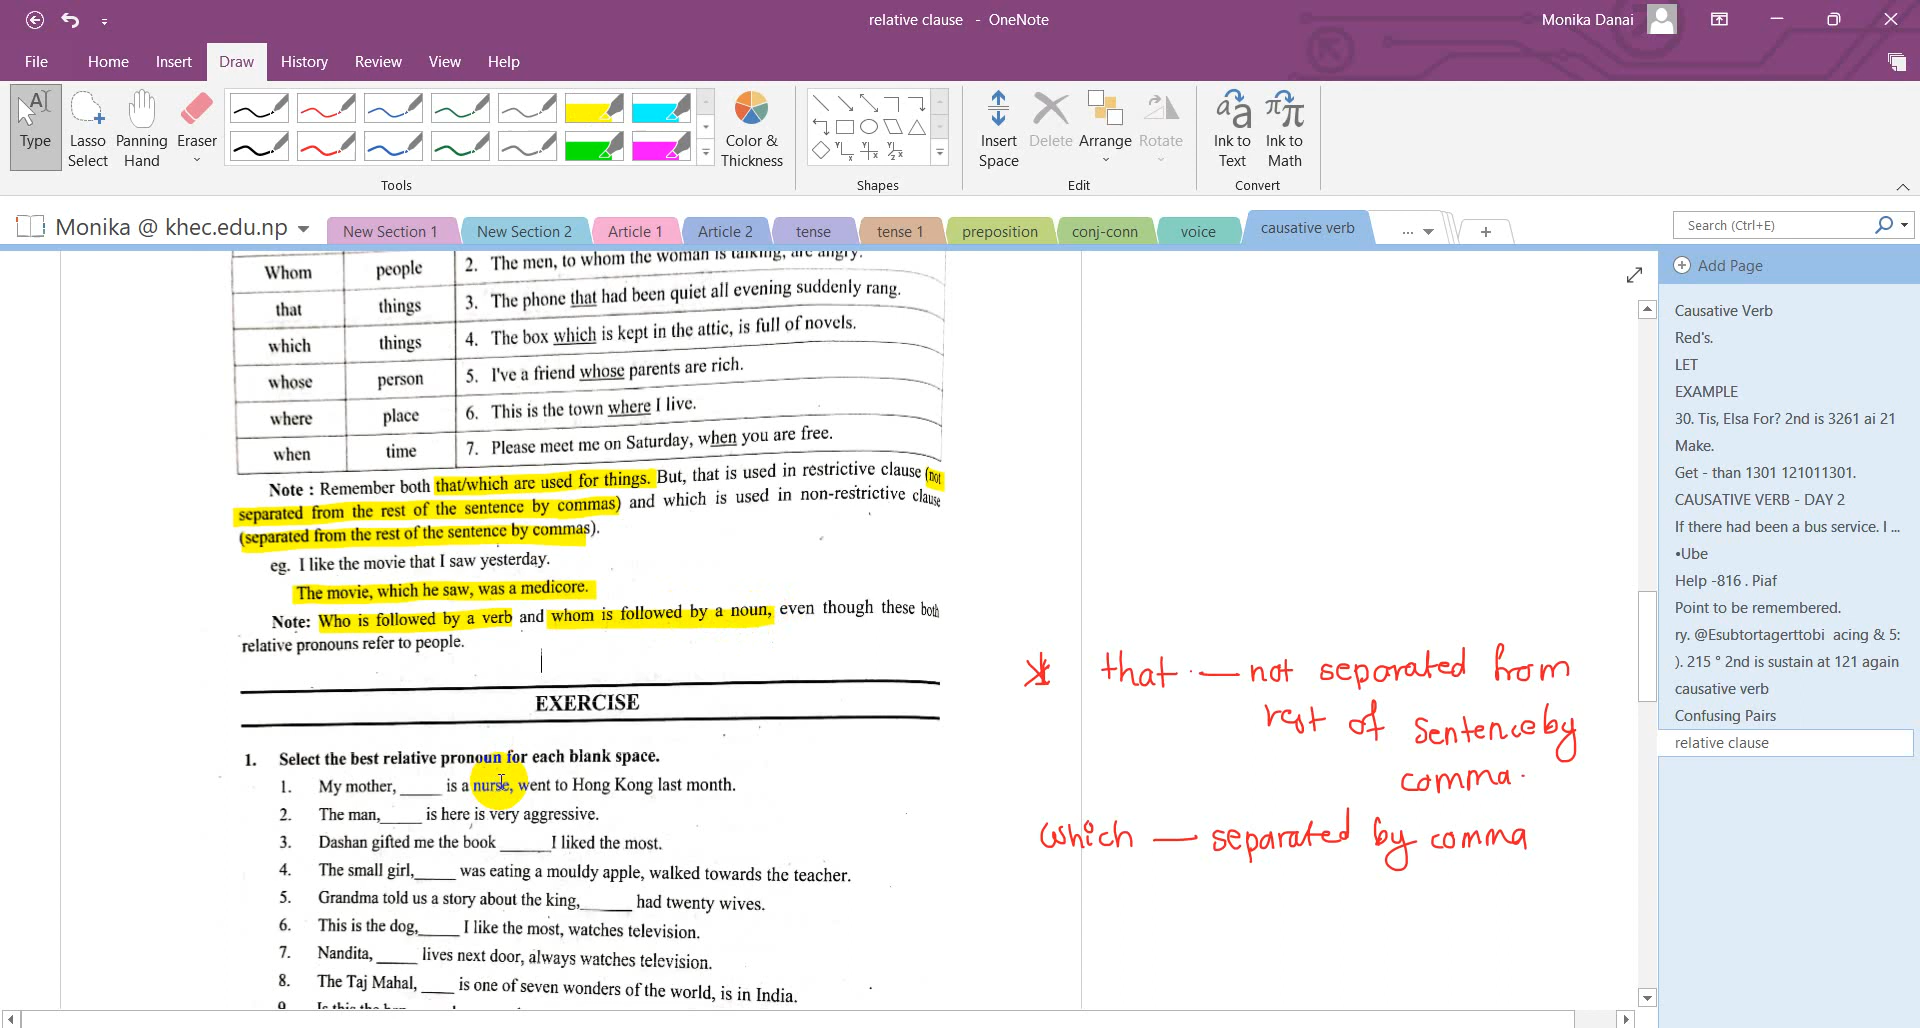 relative clause - OneNote
Monika Danai
File Home Insert Draw History Review View Help
Type
Lasso Select
Panning Hand
Eraser
Color & Thickness
Insert Space
Delete
Arrange
Rotate
Ink to Text
Ink to Math
Tools
Shapes
Edit
Convert
Monika @ khec.edu.np
New Section 1
New Section 2
Article 1
Article 2
tense
tense 1
preposition
conj-conn
voice
causative verb
...
Search (Ctrl+E)
Whom people 2. The men, to whom the woman is talking, are angry.
that things 3. The phone that had been quiet all evening suddenly rang.
which things 4. The box which is kept in the attic, is full of novels.
whose person 5. I've a friend whose parents are rich.
where place 6. This is the town where I live.
when time 7. Please meet me on Saturday, when you are free.
Note : Remember both that/which are used for things. But, that is used in restrictive clause (not
separated from the rest of the sentence by commas) and which is used in non-restrictive clause
(separated from the rest of the sentence by commas).
eg. I like the movie that I saw yesterday.
The movie, which he saw, was a medicore.
Note: Who is followed by a verb and whom is followed by a noun, even though these both
relative pronouns refer to people.
EXERCISE
1. Select the best relative pronoun for each blank space.
1. My mother, _____ is a nurse, went to Hong Kong last month.
2. The man,_____ is here is very aggressive.
3. Dashan gifted me the book ______I liked the most.
4. The small girl,_____ was eating a mouldy apple, walked towards the teacher.
5. Grandma told us a story about the king,______ had twenty wives.
6. This is the dog,_____ I like the most, watches television.
7. Nandita, _____ lives next door, always watches television.
8. The Taj Mahal, ____ is one of seven wonders of the world, is in India.
that - not separated from
rest of sentence by
comma.
which - separated by comma
Add Page
Causative Verb
Red's.
LET
EXAMPLE
30. Tis, Elsa For? 2nd is 3261 ai 21
Make.
Get - than 1301 121011301.
CAUSATIVE VERB - DAY 2
If there had been a bus service. I ...
•Ube
Help -816 . Piaf
Point to be remembered.
ry. @Esubtortagerttobi acing & 5:
). 215 ° 2nd is sustain at 121 again
causative verb
Confusing Pairs
relative clause